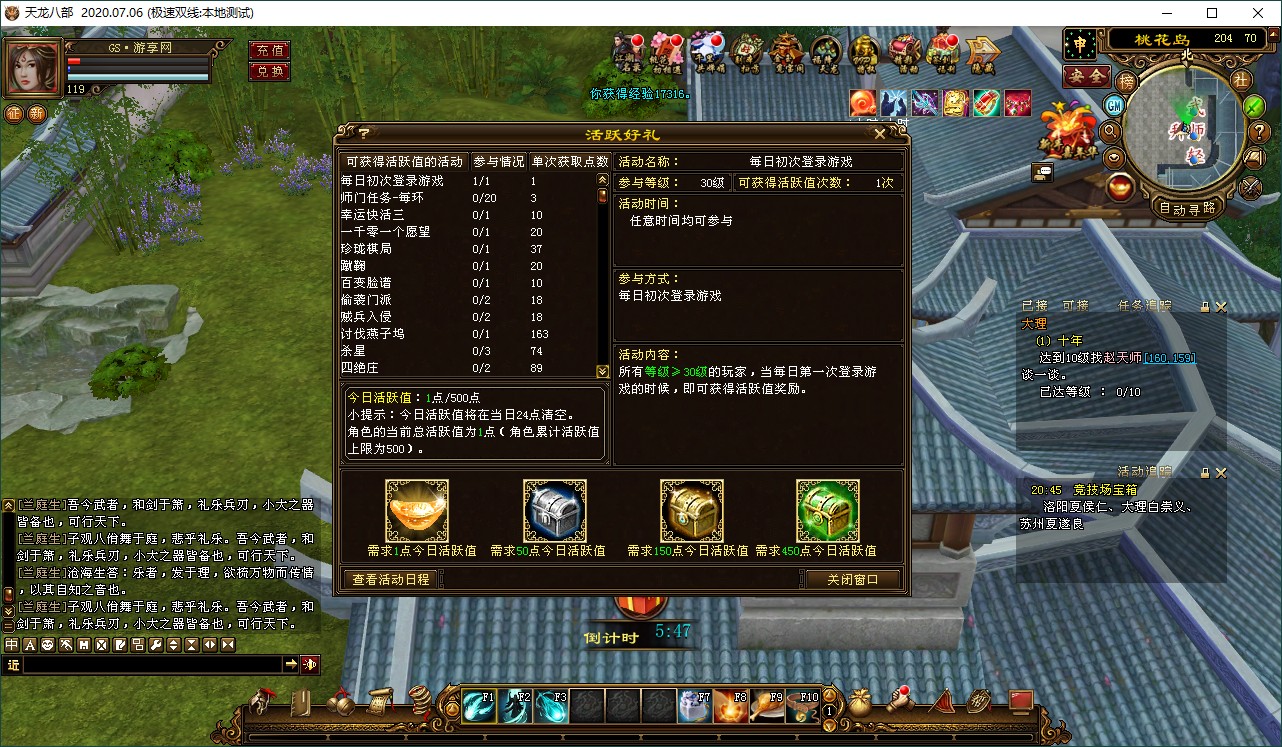 天龙八部 2020.07.06 (极速双线:本地测试)
GS·游享网
119
充值
兑换
征 新
你获得经验17316。
桃花岛 204 70
申
北
安全
榜
社
GM
自动寻路
活跃好礼
可获得活跃值的活动 参与情况 单次获取点数
每日初次登录游戏 1/1 1
师门任务-每环 0/20 3
幸运快活三 0/1 10
一千零一个愿望 0/1 20
珍珑棋局 0/1 37
蹴鞠 0/1 20
百变脸谱 0/1 10
偷袭门派 0/2 18
贼兵入侵 0/2 18
讨伐燕子坞 0/1 163
杀星 0/3 74
四绝庄 0/2 89
今日活跃值：1点/500点
小提示：今日活跃值将在当日24点清空。
角色的当前总活跃值为1点（角色累计活跃值
上限为500）。
活动名称： 每日初次登录游戏
参与等级： 30级 可获得活跃值次数： 1次
活动时间：
任意时间均可参与
参与方式：
每日初次登录游戏
活动内容：
所有等级≥30级的玩家，当每日第一次登录游
戏的时候，即可获得活跃值奖励。
需求1点今日活跃值 需求50点今日活跃值 需求150点今日活跃值 需求450点今日活跃值
查看活动日程
关闭窗口
已接 可接 任务追踪
大理
(1) 十年
达到10级找赵天师[160,159]
谈一谈。
已达等级 ： 0/10
活动追踪
20:45 竞技场宝箱
洛阳夏侯仁、大理白崇义、
苏州夏遂良
[兰庭生]吾今武者，和剑于箫，礼乐兵刃，小大之器
皆备也，可行天下。
[兰庭生]子观八佾舞于庭，悲乎礼乐。吾今武者，和
剑于箫，礼乐兵刃，小大之器皆备也，可行天下。
[兰庭生]沧海生答：乐者，发于理，欲梳万物而传情
，以其自知之音也。
[兰庭生]子观八佾舞于庭，悲乎礼乐。吾今武者，和
剑于箫，礼乐兵刃，小大之器皆备也，可行天下。
中 A
近
倒计时 5:47
F1 F2 F3 F7 F8 F9 F10
1